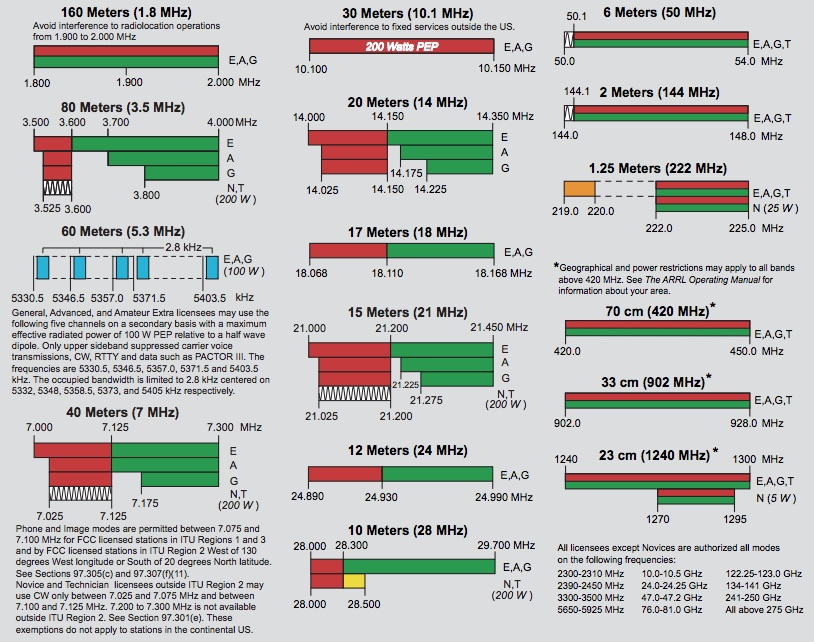 160 Meters (1.8 MHz)
Avoid interference to radiolocation operations
from 1.900 to 2.000 MHz
E,A,G
1.800 1.900 2.000 MHz
80 Meters (3.5 MHz)
3.500 3.600 3.700 4.000 MHz
E
A
G
N,T
(200 W)
3.800
3.525 3.600
60 Meters (5.3 MHz)
2.8 kHz
E,A,G
(100 W)
5330.5 5346.5 5357.0 5371.5 5403.5 kHz
General, Advanced, and Amateur Extra licensees may use the
following five channels on a secondary basis with a maximum
effective radiated power of 100 W PEP relative to a half wave
dipole. Only upper sideband suppressed carrier voice
transmissions, CW, RTTY and data such as PACTOR III. The
frequencies are 5330.5, 5346.5, 5357.0, 5371.5 and 5403.5
kHz. The occupied bandwidth is limited to 2.8 kHz centered on
5332, 5348, 5358.5, 5373, and 5405 kHz respectively.
40 Meters (7 MHz)
7.000 7.125 7.300 MHz
E
A
G
N,T
(200 W)
7.175
7.025 7.125
Phone and Image modes are permitted between 7.075 and
7.100 MHz for FCC licensed stations in ITU Regions 1 and 3
and by FCC licensed stations in ITU Region 2 West of 130
degrees West longitude or South of 20 degrees North latitude.
See Sections 97.305(c) and 97.307(f)(11).
Novice and Technician licensees outside ITU Region 2 may
use CW only between 7.025 and 7.075 MHz and between
7.100 and 7.125 MHz. 7.200 to 7.300 MHz is not available
outside ITU Region 2. See Section 97.301(e). These
exemptions do not apply to stations in the continental US.
30 Meters (10.1 MHz)
Avoid interference to fixed services outside the US.
200 Watts PEP
E,A,G
10.100 10.150 MHz
20 Meters (14 MHz)
14.000 14.150 14.350 MHz
E
A
G
14.175
14.025 14.150 14.225
17 Meters (18 MHz)
E,A,G
18.068 18.110 18.168 MHz
15 Meters (21 MHz)
21.000 21.200 21.450 MHz
E
A
G
N,T
(200 W)
21.225
21.275
21.025 21.200
12 Meters (24 MHz)
E,A,G
24.890 24.930 24.990 MHz
10 Meters (28 MHz)
28.000 28.300 29.700 MHz
E,A,G
N,T
(200 W)
28.000 28.500
6 Meters (50 MHz)
50.1
E,A,G,T
50.0 54.0 MHz
2 Meters (144 MHz)
144.1
E,A,G,T
144.0 148.0 MHz
1.25 Meters (222 MHz)
E,A,G,T
N (25 W)
219.0 220.0
222.0 225.0 MHz
*Geographical and power restrictions may apply to all bands
above 420 MHz. See The ARRL Operating Manual for
information about your area.
70 cm (420 MHz)*
E,A,G,T
420.0 450.0 MHz
33 cm (902 MHz)*
E,A,G,T
902.0 928.0 MHz
23 cm (1240 MHz)*
1240 1300 MHz
E,A,G,T
N (5 W)
1270 1295
All licensees except Novices are authorized all modes
on the following frequencies:
2300-2310 MHz 10.0-10.5 GHz 122.25-123.0 GHz
2390-2450 MHz 24.0-24.25 GHz 134-141 GHz
3300-3500 MHz 47.0-47.2 GHz 241-250 GHz
5650-5925 MHz 76.0-81.0 GHz All above 275 GHz